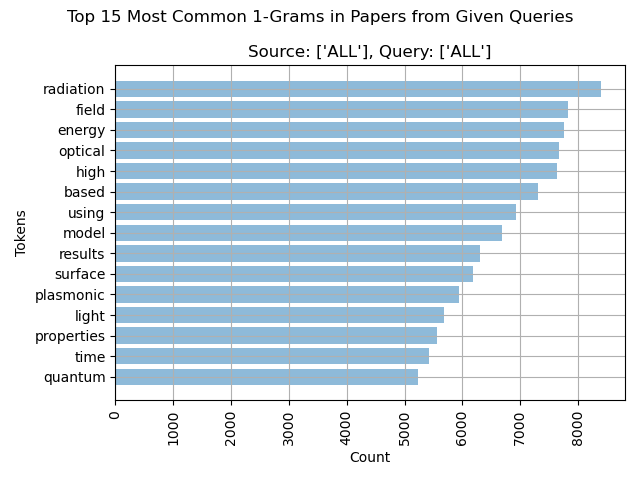 Top 15 Most Common 1-Grams in Papers from Given Queries
Source: ['ALL'], Query: ['ALL']
radiation
field
energy
optical
high
based
using
model
results
surface
plasmonic
light
properties
time
quantum
Tokens
0 1000 2000 3000 4000 5000 6000 7000 8000
Count